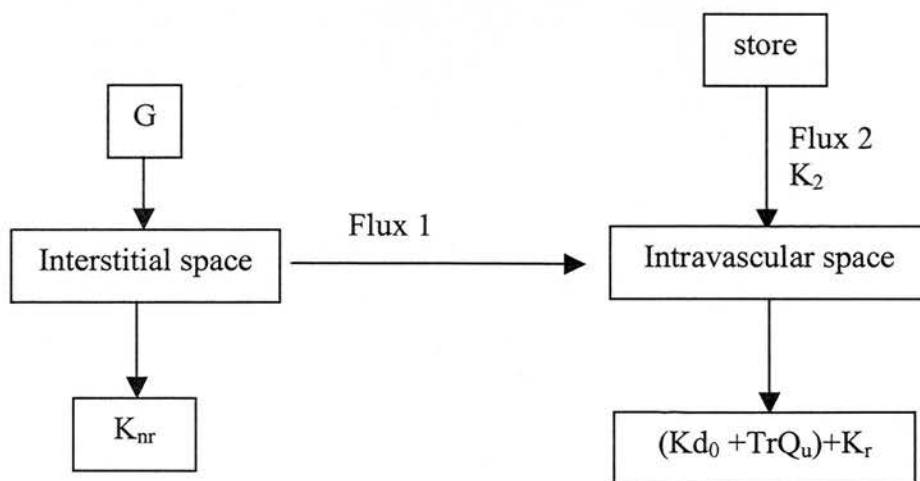 store
G
Flux 2
K₂
Flux 1
Interstitial space
Intravascular space
Kₙᵣ
(Kd₀ +TrQᵤ)+Kᵣ